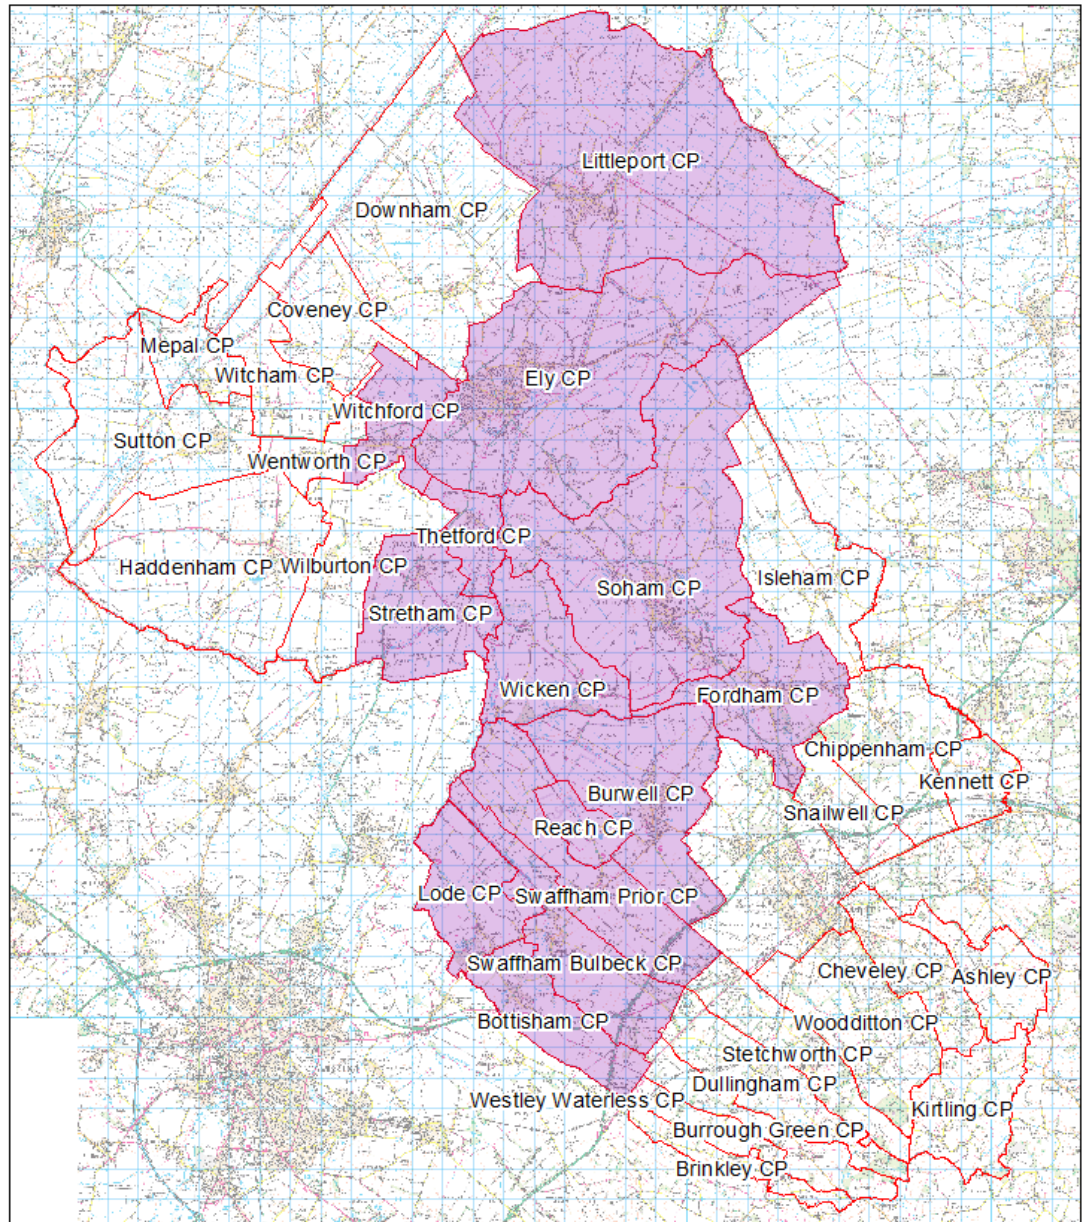 Littleport CP
Downham CP
Coveney CP
Mepal CP
Witcham CP
Ely CP
Witchford CP
Sutton CP
Wentworth CP
Thetford CP
Haddenham CP
Wilburton CP
Isleham CP
Soham CP
Stretham CP
Wicken CP
Fordham CP
Chippenham CP
Kennett CP
Burwell CP
Snailwell CP
Reach CP
Lode CP
Swaffham Prior CP
Swaffham Bulbeck CP
Cheveley CP
Ashley CP
Bottisham CP
Woodditton CP
Stetchworth CP
Dullingham CP
Westley Waterless CP
Kirtling CP
Burrough Green CP
Brinkley CP